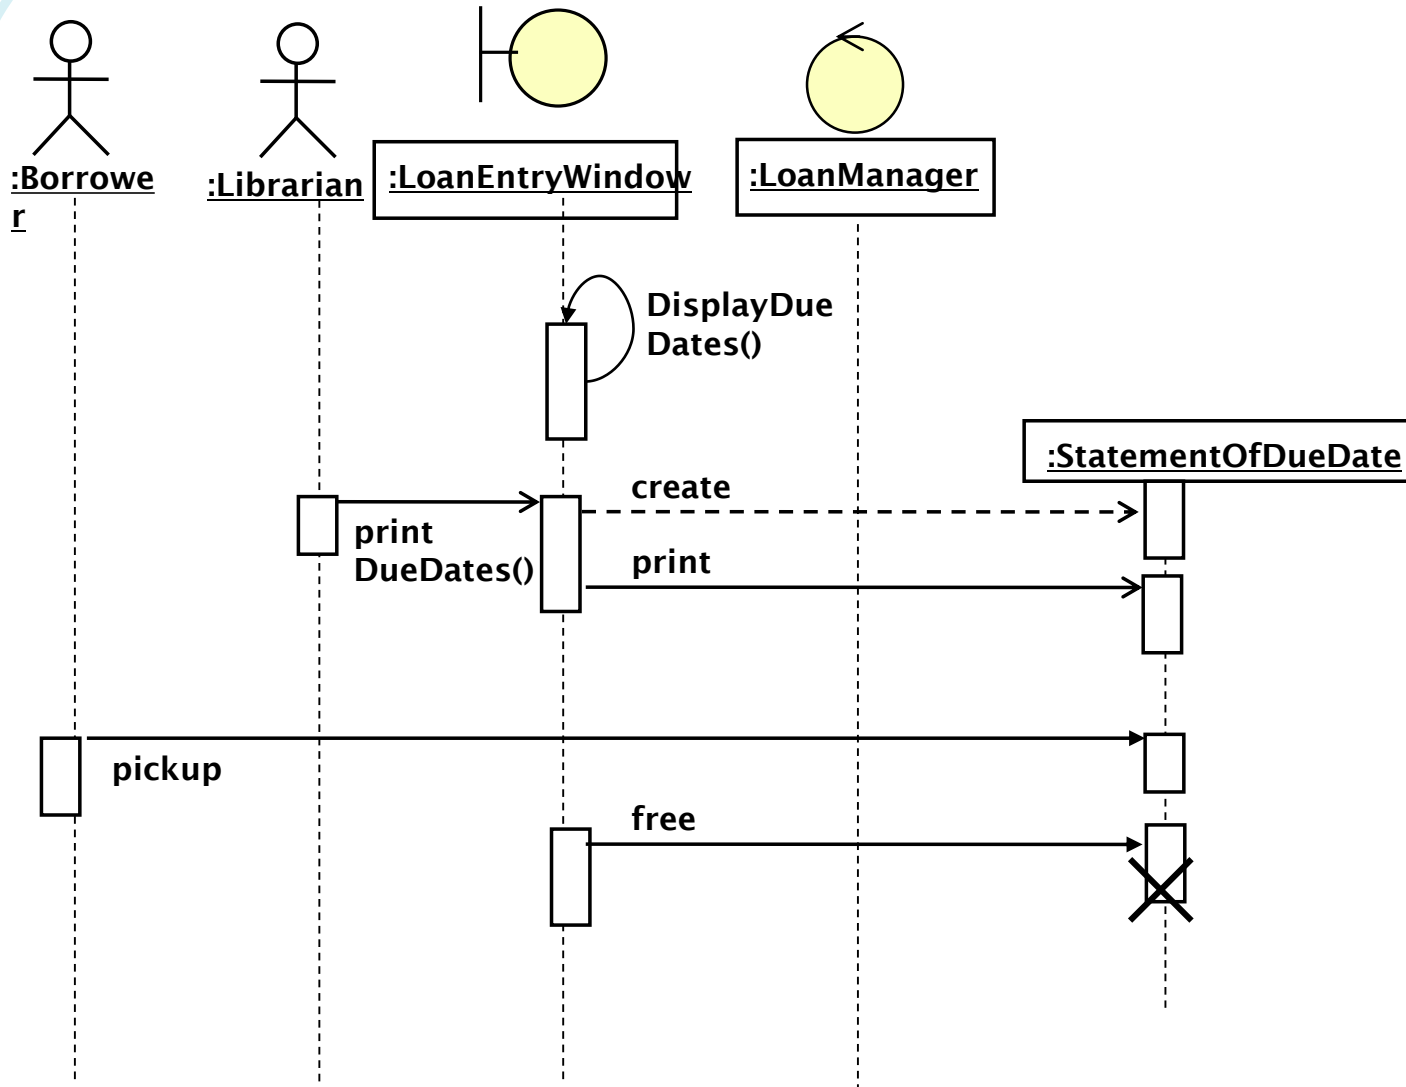 :Borrowe
r
:Librarian
:LoanEntryWindow
:LoanManager
DisplayDue
Dates()
:StatementOfDueDate
create
print
DueDates()
print
pickup
free